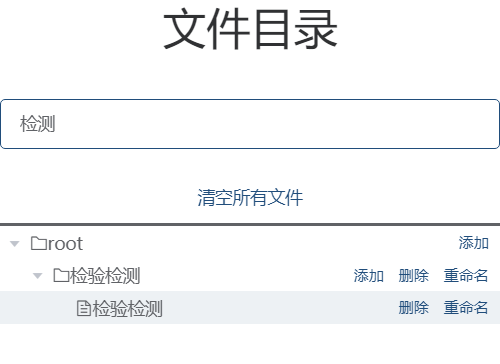 文件目录
检测
清空所有文件
root 添加
检验检测 添加 删除 重命名
检验检测 删除 重命名